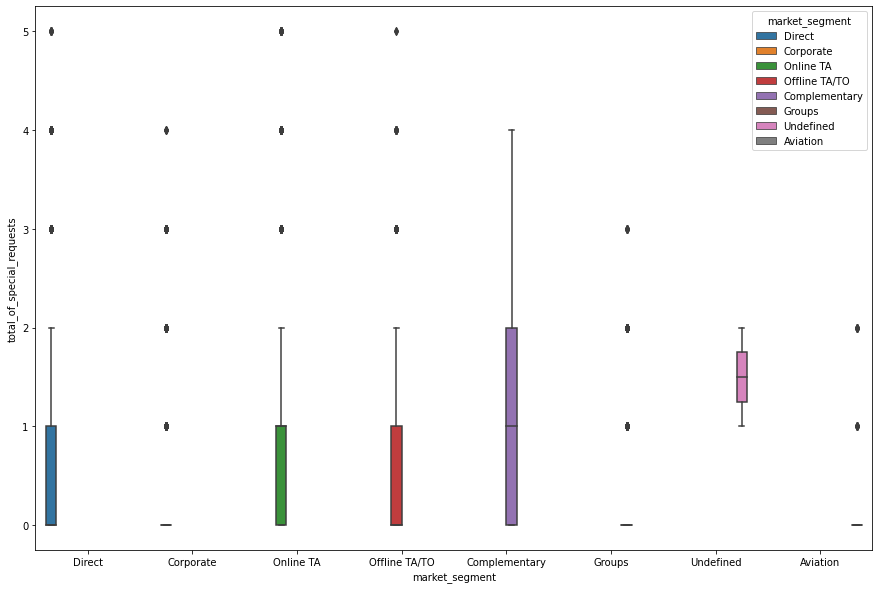 market_segment
Direct
Corporate
Online TA
Offline TA/TO
Complementary
Groups
Undefined
Aviation
5
4
3
2
1
0
total_of_special_requests
Direct Corporate Online TA Offline TA/TO Complementary Groups Undefined Aviation
market_segment